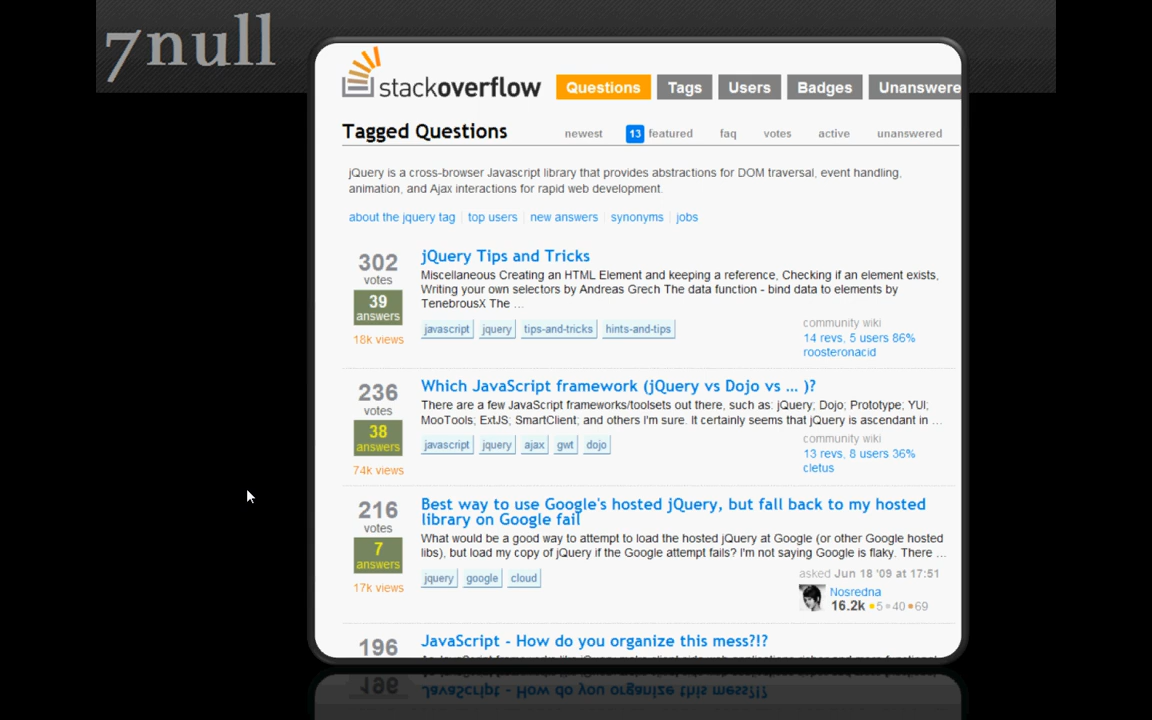 7null
stackoverflow
Questions Tags Users Badges Unanswere
Tagged Questions newest 13 featured faq votes active unanswered
jQuery is a cross-browser Javascript library that provides abstractions for DOM traversal, event handling,
animation, and Ajax interactions for rapid web development.
about the jquery tag top users new answers synonyms jobs
302
votes
39
answers
18k views
jQuery Tips and Tricks
Miscellaneous Creating an HTML Element and keeping a reference, Checking if an element exists,
Writing your own selectors by Andreas Grech The data function - bind data to elements by
TenebrousX The ...
javascript jquery tips-and-tricks hints-and-tips
community wiki
14 revs, 5 users 86%
roosteronacid
236
votes
38
answers
74k views
Which JavaScript framework (jQuery vs Dojo vs ... )?
There are a few JavaScript frameworks/toolsets out there, such as: jQuery; Dojo; Prototype; YUI;
MooTools; ExtJS; SmartClient; and others I'm sure. It certainly seems that jQuery is ascendant in ...
javascript jquery ajax gwt dojo
community wiki
13 revs, 8 users 36%
cletus
216
votes
7
answers
17k views
Best way to use Google's hosted jQuery, but fall back to my hosted
library on Google fail
What would be a good way to attempt to load the hosted jQuery at Google (or other Google hosted
libs), but load my copy of jQuery if the Google attempt fails? I'm not saying Google is flaky. There ...
jquery google cloud
asked Jun 18 '09 at 17:51
Nosredna
16.2k 5 40 69
196
JavaScript - How do you organize this mess?!?